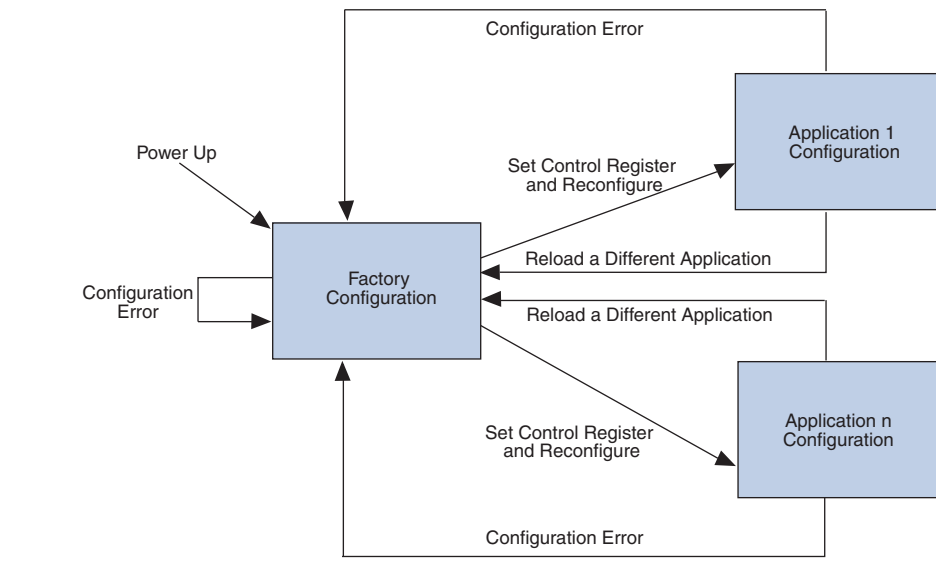 Configuration Error
Application 1
Configuration
Power Up
Set Control Register
and Reconfigure
Reload a Different Application
Factory
Configuration
Configuration
Error
Reload a Different Application
Application n
Configuration
Set Control Register
and Reconfigure
Configuration Error